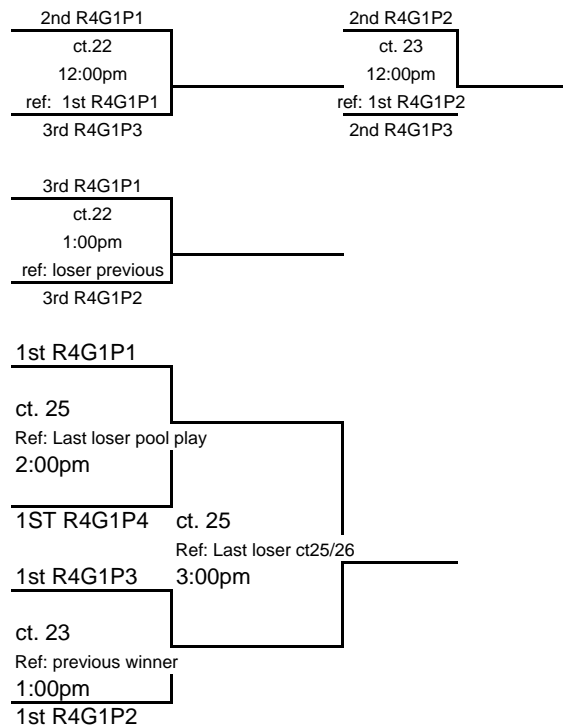 2nd R4G1P1
ct.22
12:00pm
ref:  1st R4G1P1
3rd R4G1P3
2nd R4G1P2
ct. 23
12:00pm
ref: 1st R4G1P2
2nd R4G1P3
3rd R4G1P1
ct.22
1:00pm
ref: loser previous
3rd R4G1P2
1st R4G1P1
ct. 25
Ref: Last loser pool play
2:00pm
1ST R4G1P4
ct. 25
Ref: Last loser ct25/26
3:00pm
1st R4G1P3
ct. 23
Ref: previous winner
1:00pm
1st R4G1P2